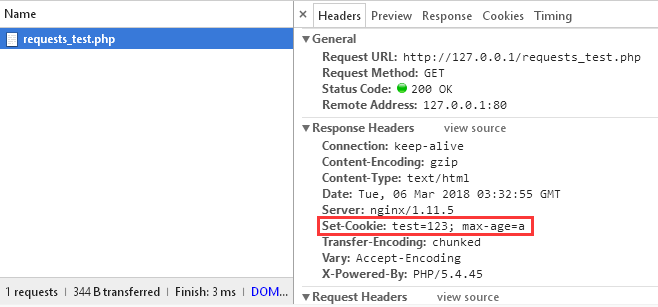 Name
requests_test.php
1 requests | 344 B transferred | Finish: 3 ms | DOM...
× Headers Preview Response Cookies Timing
▼ General
Request URL: http://127.0.0.1/requests_test.php
Request Method: GET
Status Code: 200 OK
Remote Address: 127.0.0.1:80
▼ Response Headers view source
Connection: keep-alive
Content-Encoding: gzip
Content-Type: text/html
Date: Tue, 06 Mar 2018 03:32:55 GMT
Server: nginx/1.11.5
Set-Cookie: test=123; max-age=a
Transfer-Encoding: chunked
Vary: Accept-Encoding
X-Powered-By: PHP/5.4.45
▼ Request Headers view source